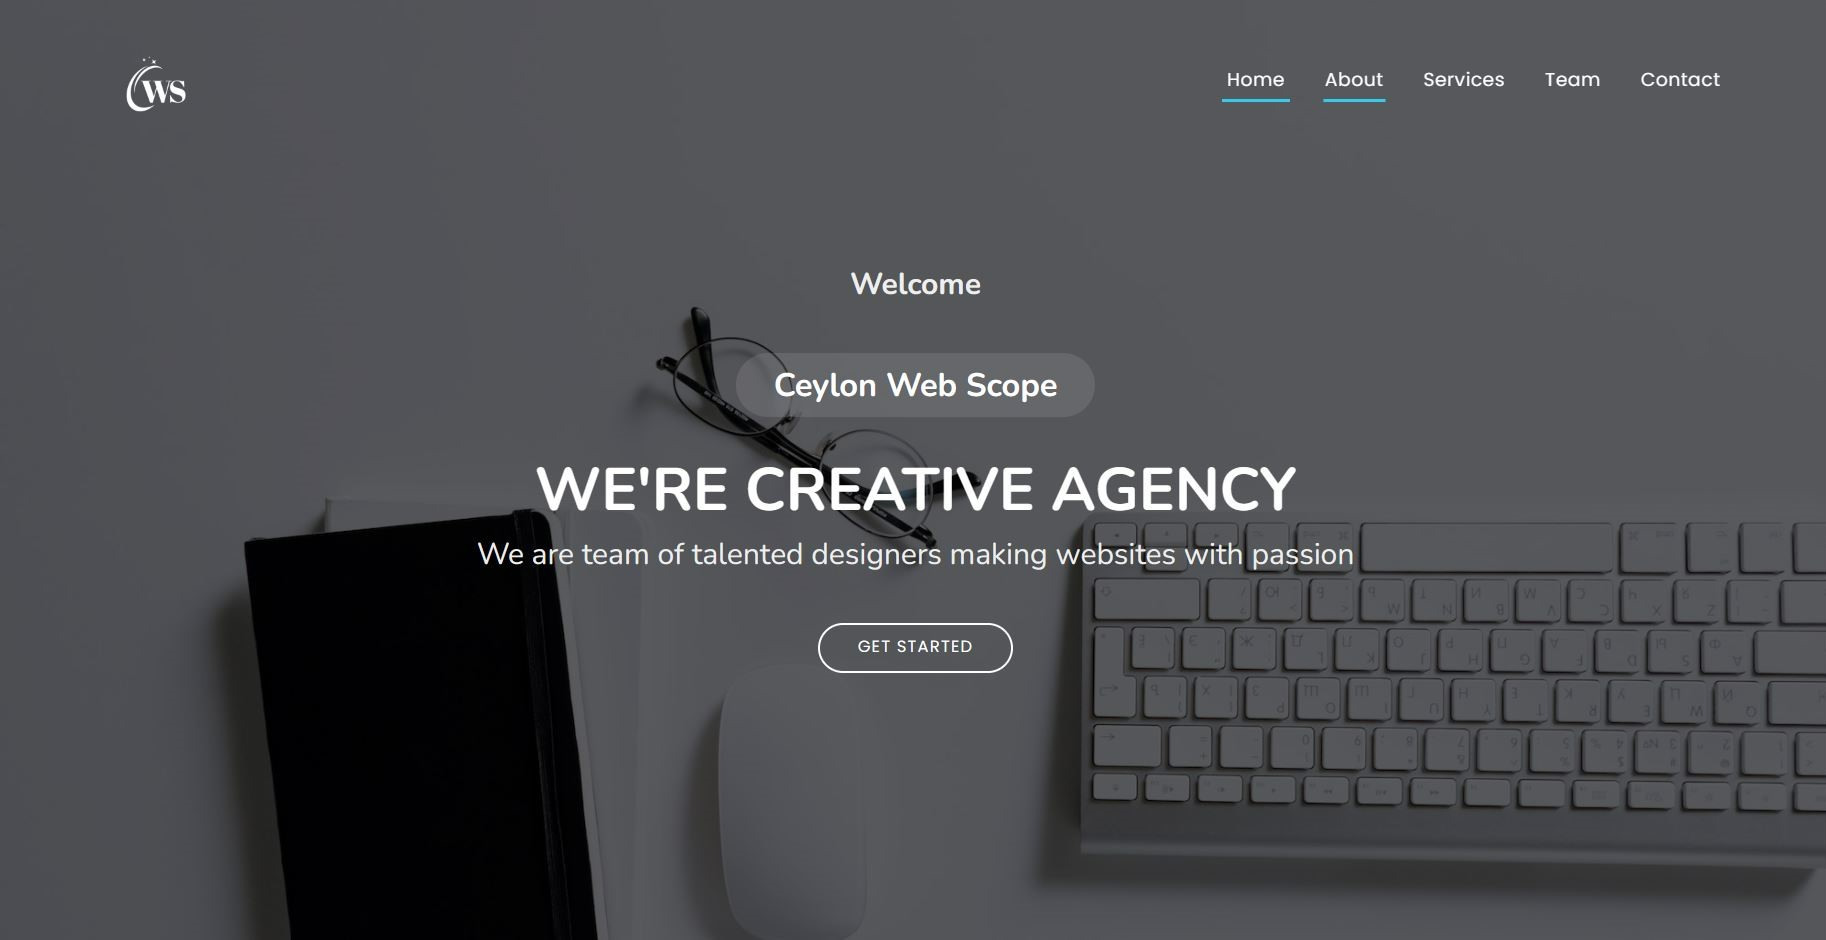 WS
Home About Services Team Contact
Welcome
Ceylon Web Scope
WE'RE CREATIVE AGENCY
We are team of talented designers making websites with passion
GET STARTED